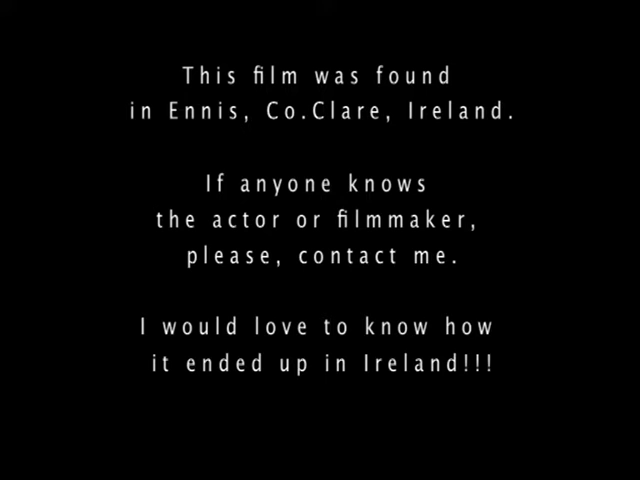 This film was found
in Ennis, Co.Clare, Ireland.
If anyone knows
the actor or filmmaker,
please, contact me.
I would love to know how
it ended up in Ireland!!!